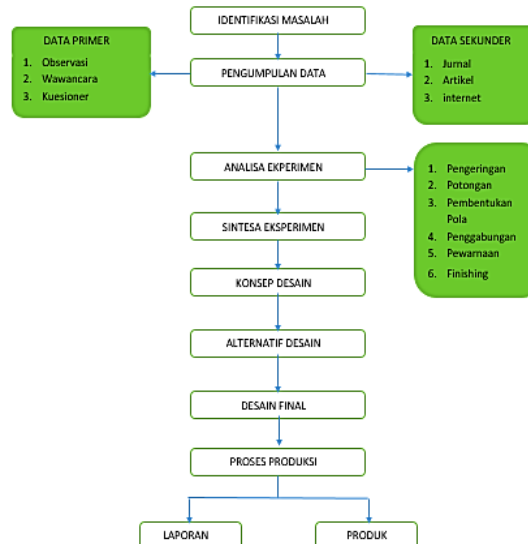 IDENTIFIKASI MASALAH
DATA PRIMER
1. Observasi
2. Wawancara
3. Kuesioner
PENGUMPULAN DATA
DATA SEKUNDER
1. Jurnal
2. Artikel
3. internet
ANALISA EKPERIMEN
1. Pengeringan
2. Potongan
3. Pembentukan
Pola
4. Penggabungan
5. Pewarnaan
6. Finishing
SINTESA EKSPERIMEN
KONSEP DESAIN
ALTERNATIF DESAIN
DESAIN FINAL
PROSES PRODUKSI
LAPORAN
PRODUK